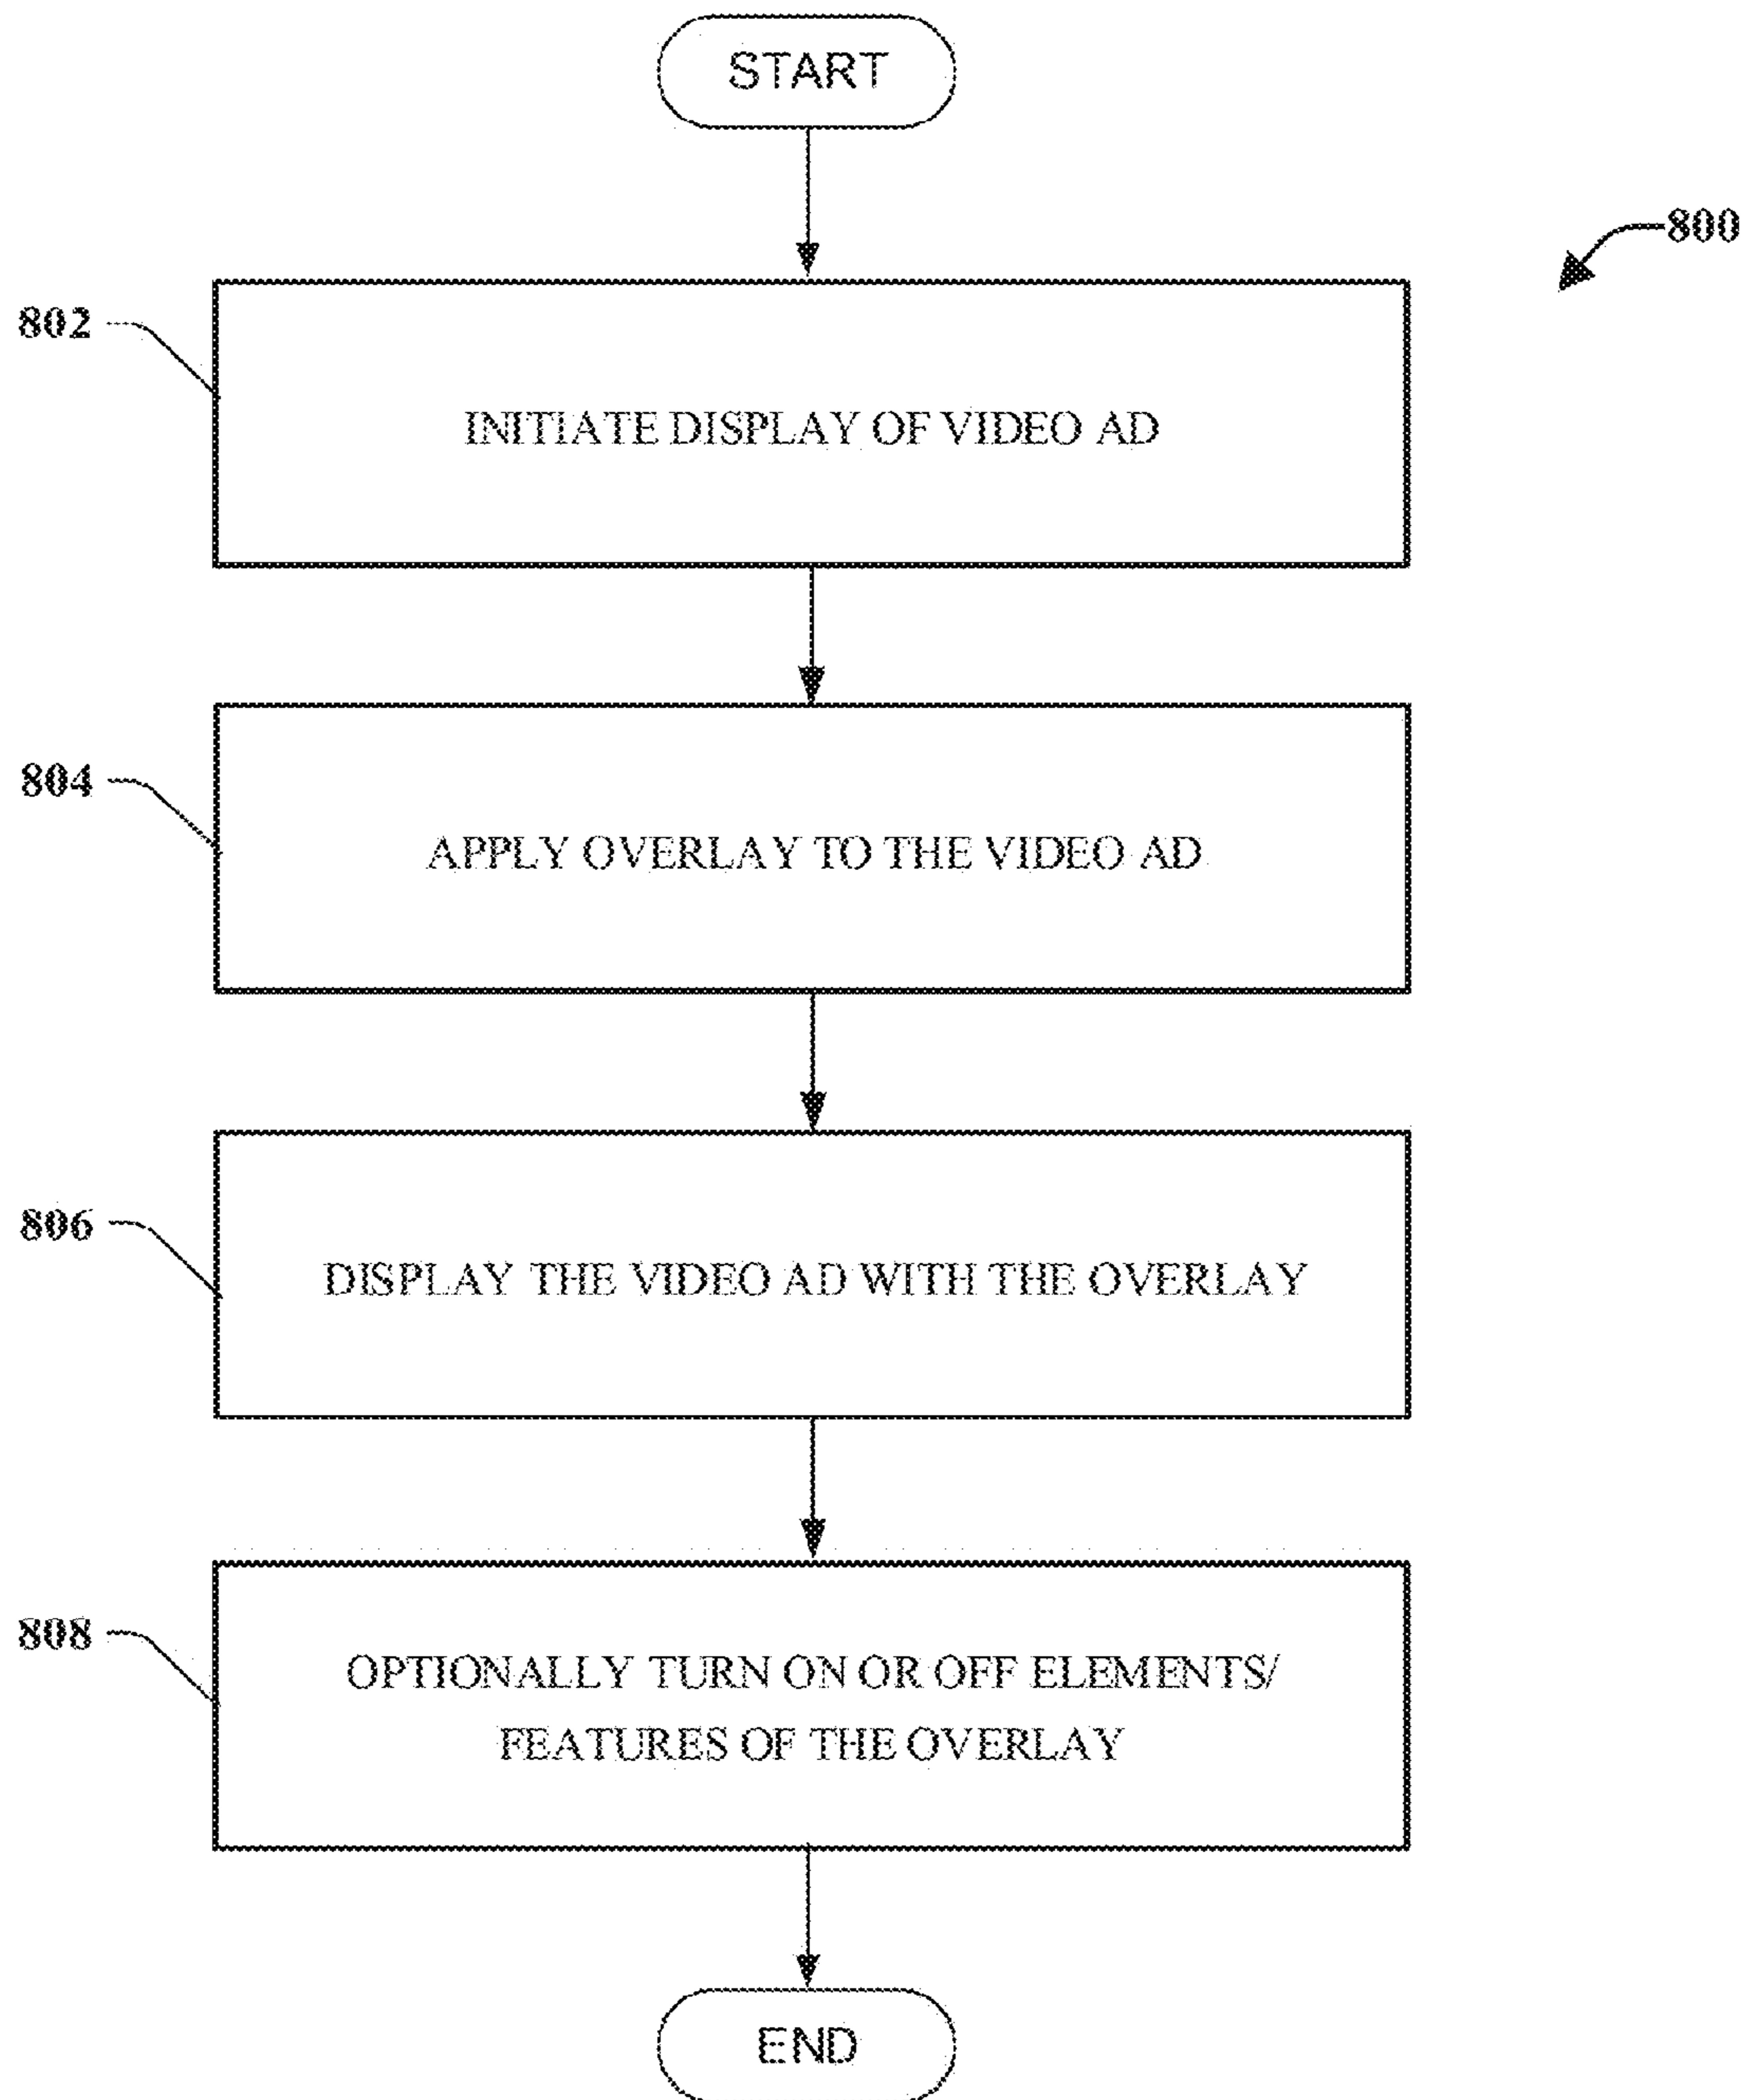 START
800
802
INITIATE DISPLAY OF VIDEO AD
804
APPLY OVERLAY TO THE VIDEO AD
806
DISPLAY THE VIDEO AD WITH THE OVERLAY
808
OPTIONALLY TURN ON OR OFF ELEMENTS/
FEATURES OF THE OVERLAY
END